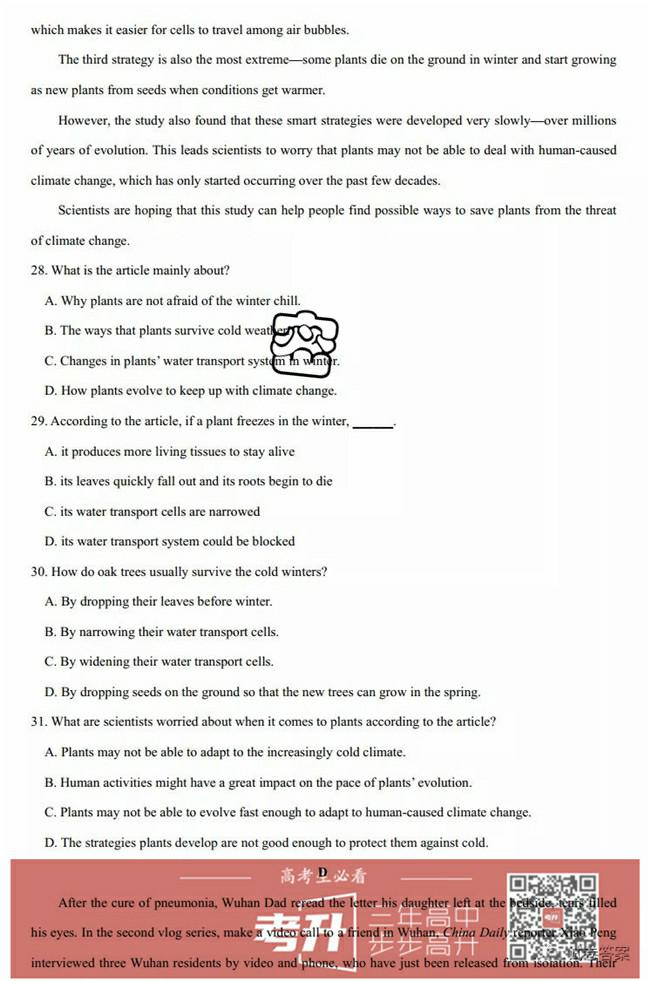 which makes it easier for cells to travel among air bubbles.
The third strategy is also the most extreme—some plants die on the ground in winter and start growing
as new plants from seeds when conditions get warmer.
However, the study also found that these smart strategies were developed very slowly—over millions
of years of evolution. This leads scientists to worry that plants may not be able to deal with human-caused
climate change, which has only started occurring over the past few decades.
Scientists are hoping that this study can help people find possible ways to save plants from the threat
of climate change.
28. What is the article mainly about?
A. Why plants are not afraid of the winter chill.
B. The ways that plants survive cold weather.
C. Changes in plants’ water transport system in winter.
D. How plants evolve to keep up with climate change.
29. According to the article, if a plant freezes in the winter, ______.
A. it produces more living tissues to stay alive
B. its leaves quickly fall out and its roots begin to die
C. its water transport cells are narrowed
D. its water transport system could be blocked
30. How do oak trees usually survive the cold winters?
A. By dropping their leaves before winter.
B. By narrowing their water transport cells.
C. By widening their water transport cells.
D. By dropping seeds on the ground so that the new trees can grow in the spring.
31. What are scientists worried about when it comes to plants according to the article?
A. Plants may not be able to adapt to the increasingly cold climate.
B. Human activities might have a great impact on the pace of plants’ evolution.
C. Plants may not be able to evolve fast enough to adapt to human-caused climate change.
D. The strategies plants develop are not good enough to protect them against cold.
D
高考生必看
After the cure of pneumonia, Wuhan Dad reread the letter his daughter left at the bedside, tears filled
his eyes. In the second vlog series, make a video call to a friend in Wuhan, China Daily reporter Xiao Peng
interviewed three Wuhan residents by video and phone, who have just been released from isolation. Their
考升
三年高中
步步高升
答案